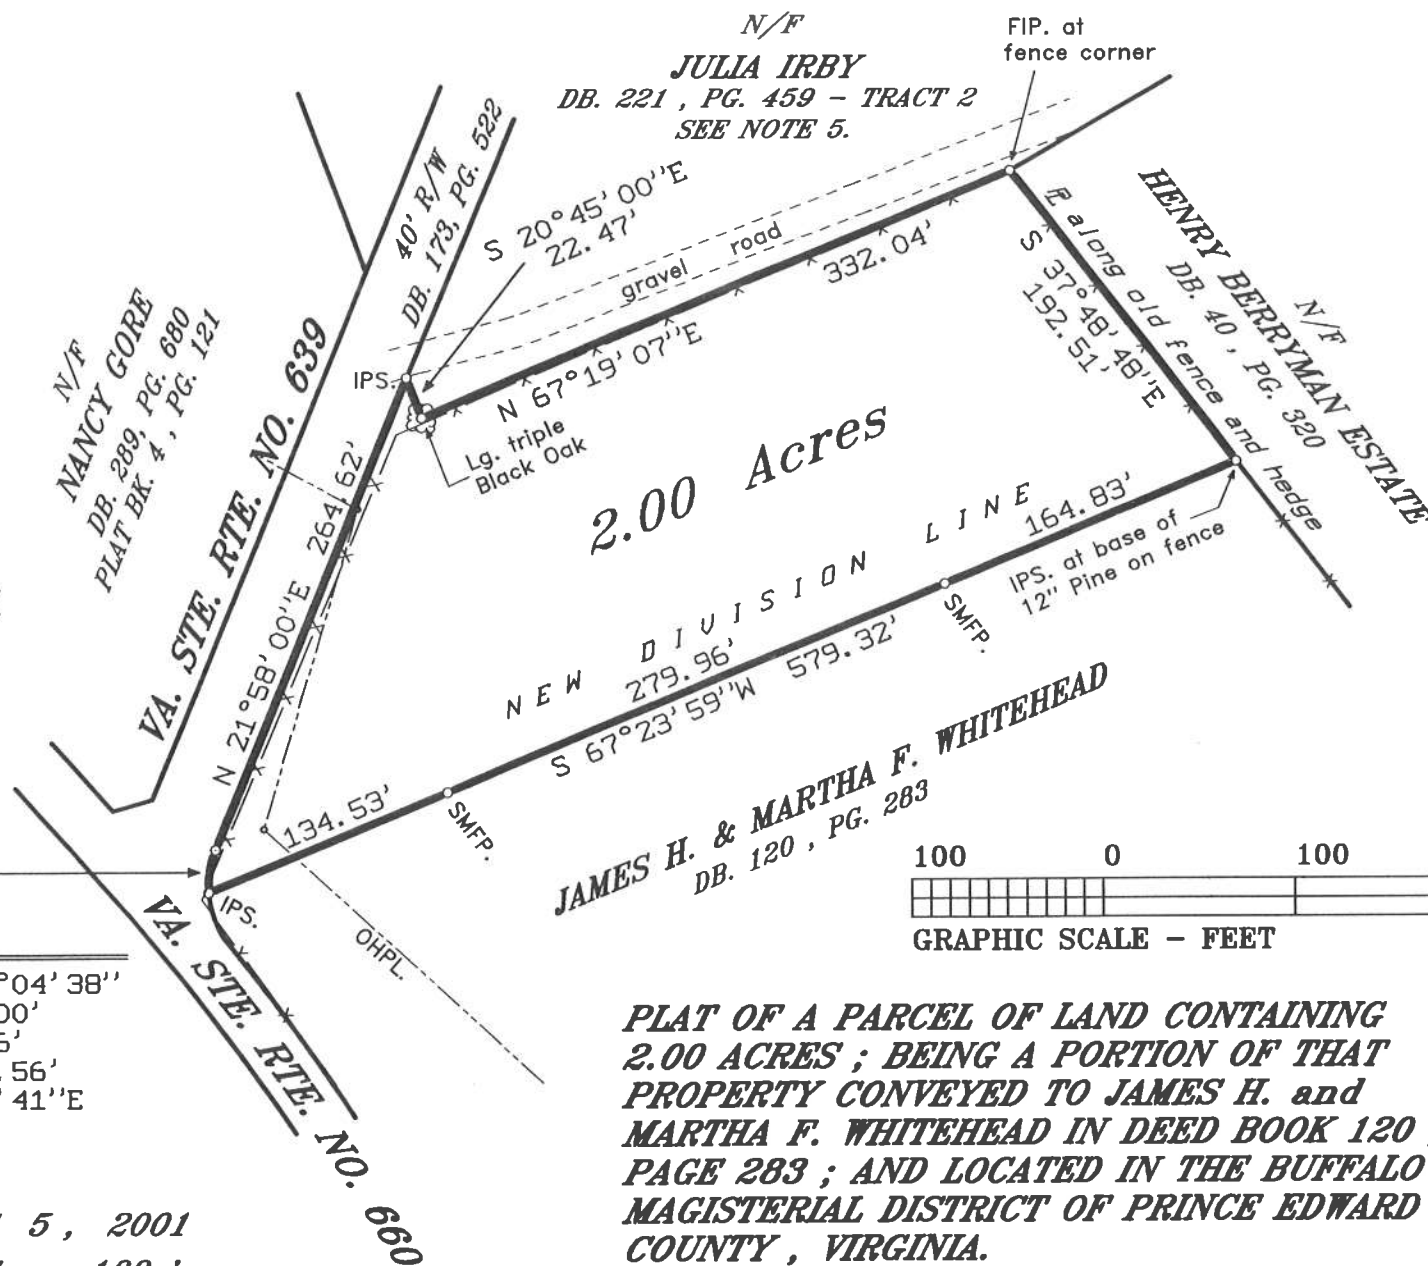 N/F
JULIA IRBY
DB. 221 , PG. 459 - TRACT 2
SEE NOTE 5.
FIP. at
fence corner
40' R/W
DB. 173, PG. 522
S 20°45'00''E
22.47'
gravel road
332.04'
N 67°19'07''E
IPS.
Lg. triple
Black Oak
℄ along old fence and hedge
S 37°48'48''E
192.51'
N/F
HENRY BERRYMAN ESTATE
DB. 40 , PG. 320
N/F
NANCY GORE
DB. 289, PG. 680
PLAT BK. 4 , PG. 121
VA. STE. RTE. NO. 639
N 21°58'00''E 264.62'
2.00 Acres
NEW DIVISION LINE
164.83'
IPS. at base of
12" Pine on fence
SMFP.
279.96'
S 67°23'59''W 579.32'
134.53'
SMFP.
JAMES H. & MARTHA F. WHITEHEAD
DB. 120 , PG. 283
IPS.
OHPL.
VA. STE. RTE. NO. 660
100 0 100
GRAPHIC SCALE - FEET
°04'38''
00'
5'
.56'
'41''E
5 , 2001
PLAT OF A PARCEL OF LAND CONTAINING
2.00 ACRES ; BEING A PORTION OF THAT
PROPERTY CONVEYED TO JAMES H. and
MARTHA F. WHITEHEAD IN DEED BOOK 120
PAGE 283 ; AND LOCATED IN THE BUFFALO
MAGISTERIAL DISTRICT OF PRINCE EDWARD
COUNTY , VIRGINIA.